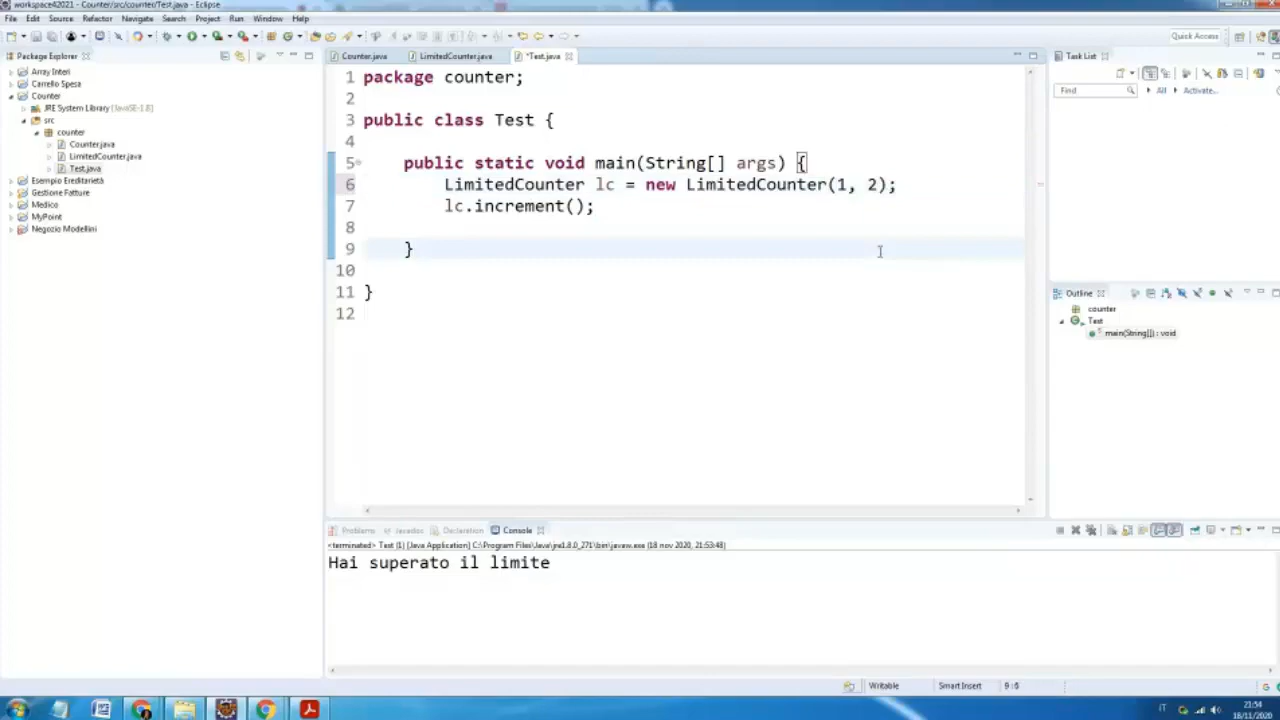 workspace42021 - Counter/src/counter/Test.java - Eclipse
File Edit Source Refactor Navigate Search Project Run Window Help
Quick Access
Package Explorer
Array Interi
Carrello Spesa
Counter
JRE System Library [JavaSE-1.8]
src
counter
Counter.java
LimitedCounter.java
Test.java
Esempio Ereditarietà
Gestione Fatture
Medico
MyPoint
Negozio Modellini
Counter.java LimitedCounter.java *Test.java
1 package counter;
2
3 public class Test {
4
5 public static void main(String[] args) {
6 LimitedCounter lc = new LimitedCounter(1, 2);
7 lc.increment();
8
9 }
10
11 }
12
Task List
Find All Activate...
Outline
counter
Test
main(String[]) : void
Problems Javadoc Declaration Console
<terminated> Test (1) [Java Application] C:\Program Files\Java\jre1.8.0_271\bin\javaw.exe (18 nov 2020, 21:53:48)
Hai superato il limite
Writable Smart Insert 9 : 6
IT 21:54
18/11/2020